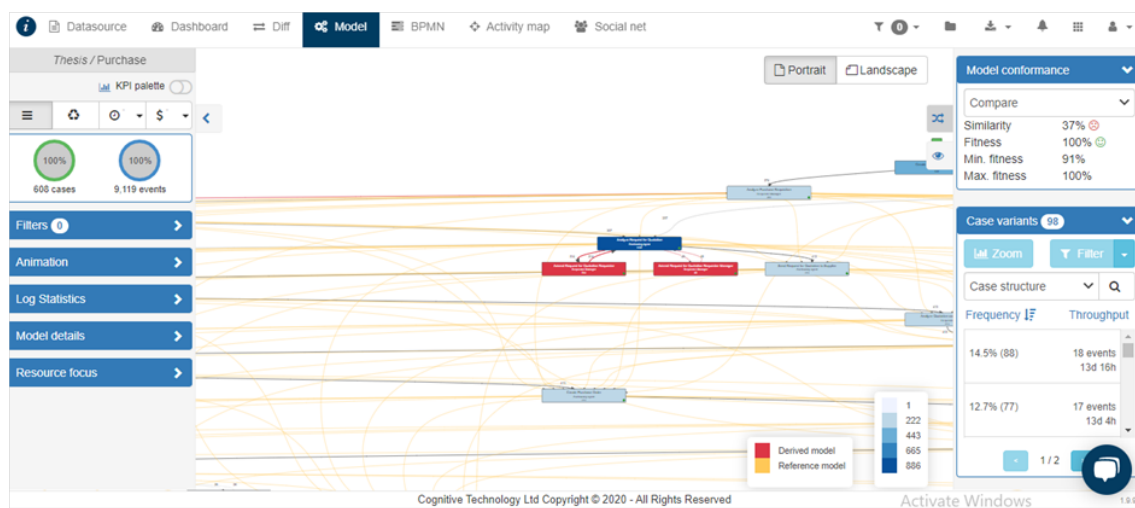 i Datasource Dashboard Diff Model BPMN Activity map Social net 0
Thesis / Purchase
KPI palette
$
100% 100%
608 cases 9,119 events
Filters 0
Animation
Log Statistics
Model details
Resource focus
Portrait Landscape
Derived model
Reference model
1
222
443
665
886
Model conformance
Compare
Similarity 37%
Fitness 100%
Min. fitness 91%
Max. fitness 100%
Case variants 98
Zoom Filter
Case structure
Frequency Throughput
14.5% (88) 18 events
13d 16h
12.7% (77) 17 events
13d 4h
1 / 2
Cognitive Technology Ltd Copyright © 2020 - All Rights Reserved
Activate Windows